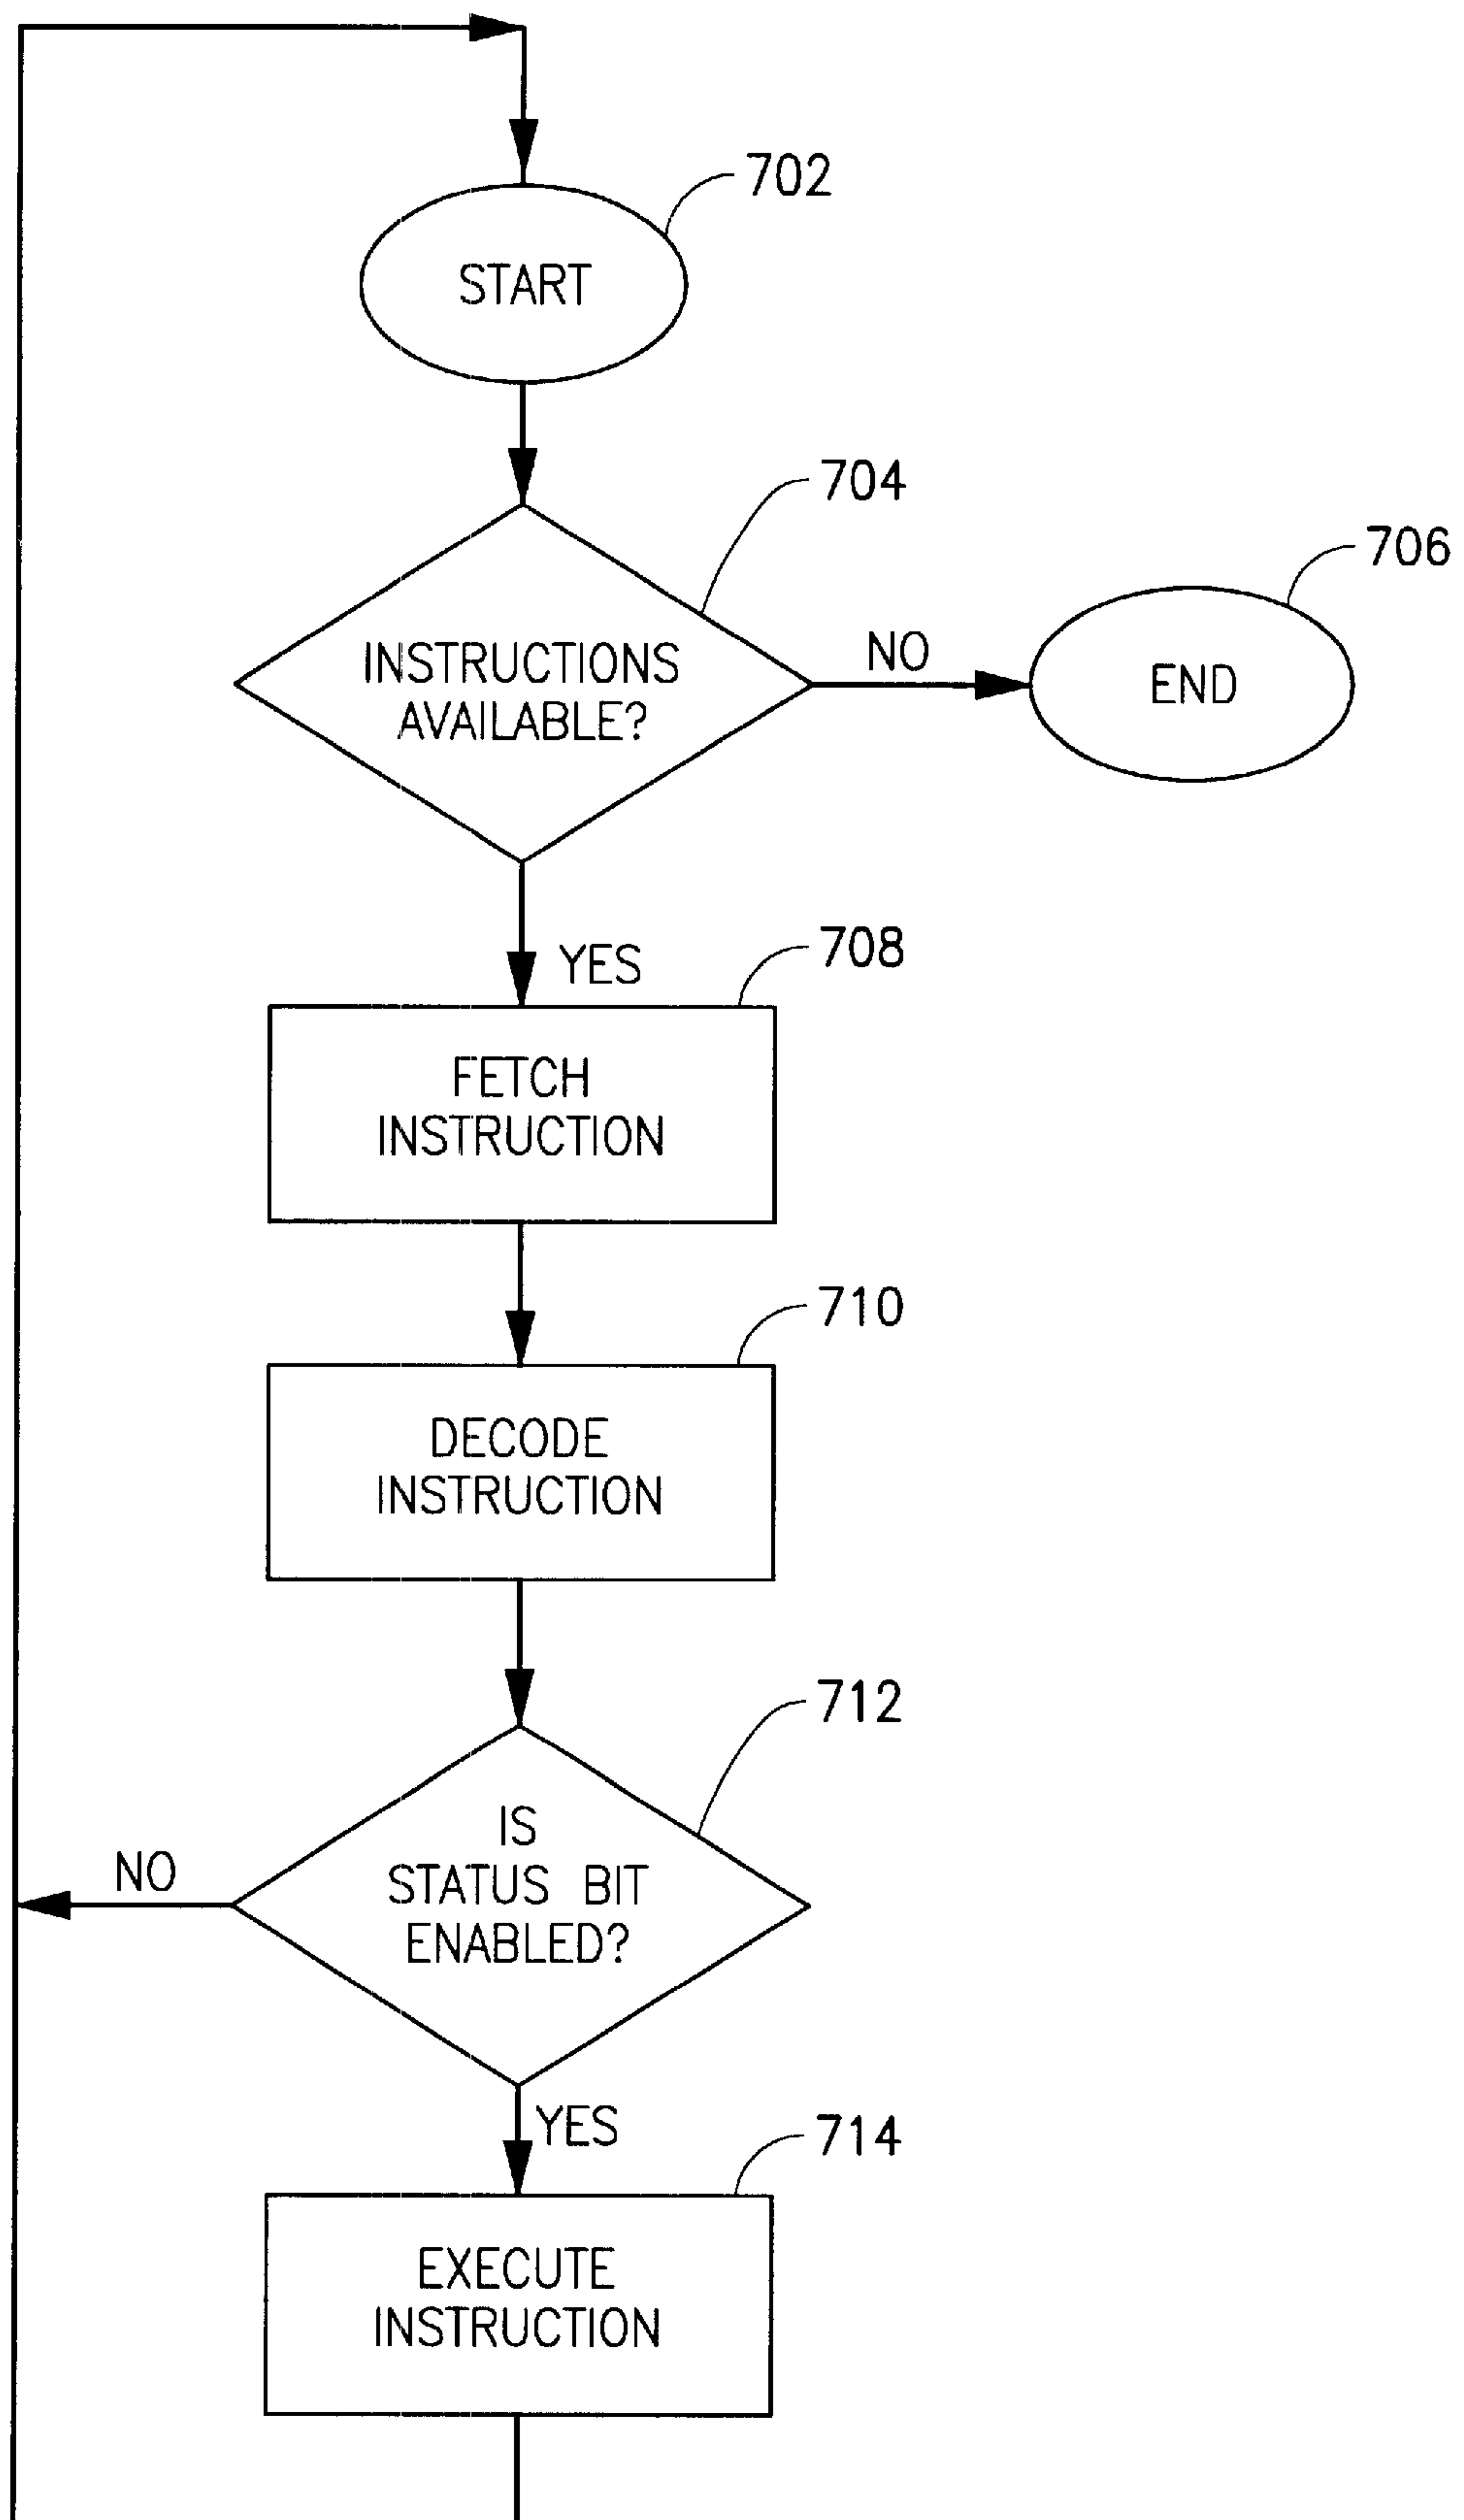 702
START
704
706
INSTRUCTIONS
AVAILABLE?
NO
END
YES
708
FETCH
INSTRUCTION
710
DECODE
INSTRUCTION
712
IS
STATUS BIT
ENABLED?
NO
YES
714
EXECUTE
INSTRUCTION